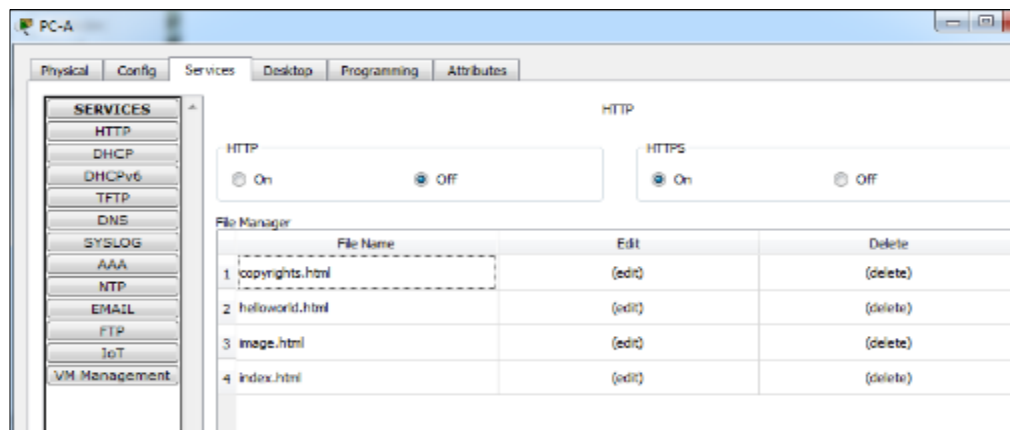 PC-A
Physical Config Services Desktop Programming Attributes
SERVICES
HTTP
DHCP
DHCPv6
TFTP
DNS
SYSLOG
AAA
NTP
EMAIL
FTP
IoT
VM Management
HTTP
HTTP
On Off
HTTPS
On Off
File Manager
File Name Edit Delete
1 copyrights.html (edit) (delete)
2 helloworld.html (edit) (delete)
3 image.html (edit) (delete)
4 index.html (edit) (delete)